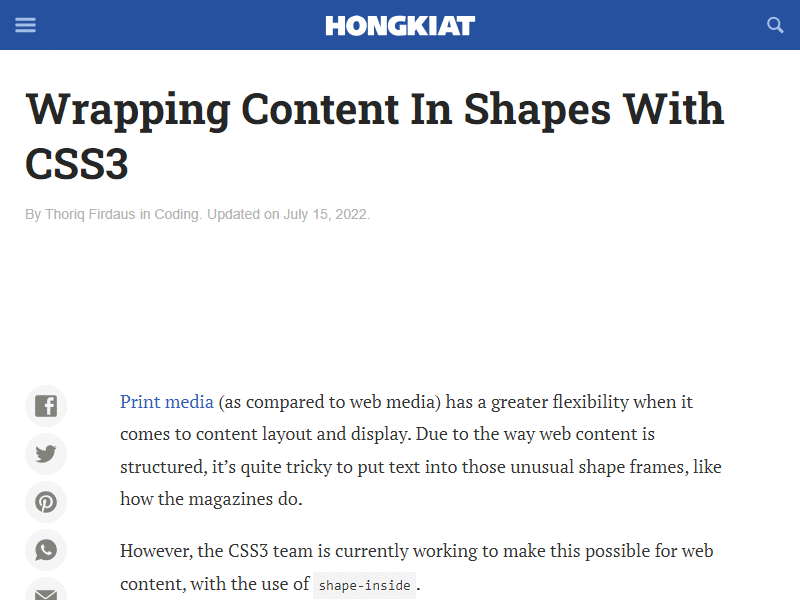 HONGKIAT
Wrapping Content In Shapes With
CSS3
By Thoriq Firdaus in Coding. Updated on July 15, 2022.
Print media (as compared to web media) has a greater flexibility when it
comes to content layout and display. Due to the way web content is
structured, it’s quite tricky to put text into those unusual shape frames, like
how the magazines do.
However, the CSS3 team is currently working to make this possible for web
content, with the use of shape-inside.